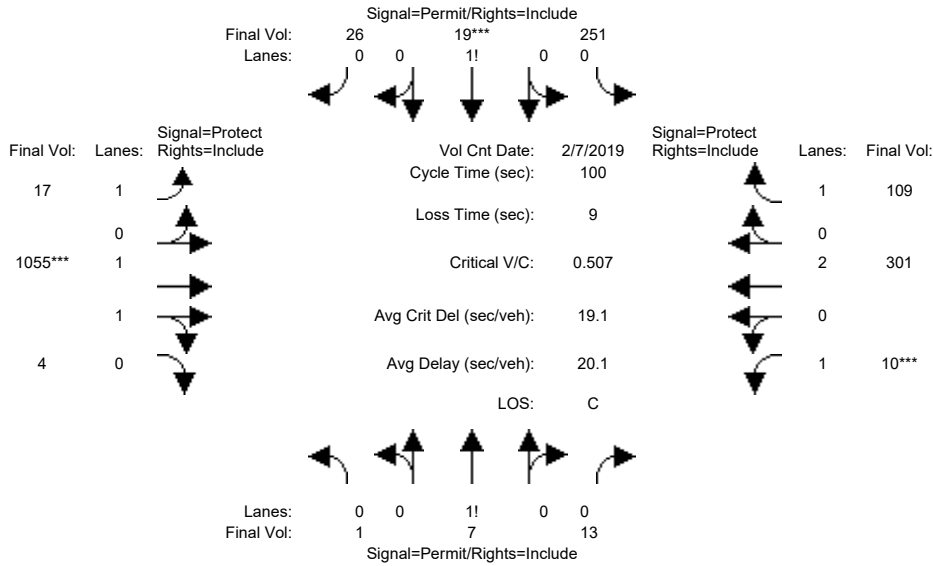 Signal=Permit/Rights=Include
Final Vol: 26 19*** 251
Lanes: 0 0 1! 0 0
Signal=Protect Signal=Protect
Final Vol: Lanes: Rights=Include Vol Cnt Date: 2/7/2019 Rights=Include Lanes: Final Vol:
Cycle Time (sec): 100
17 1 1 109
Loss Time (sec): 9
0 0
1055*** 1 Critical V/C: 0.507 2 301
1 Avg Crit Del (sec/veh): 19.1 0
4 0 Avg Delay (sec/veh): 20.1 1 10***
LOS: C
Lanes: 0 0 1! 0 0
Final Vol: 1 7 13
Signal=Permit/Rights=Include